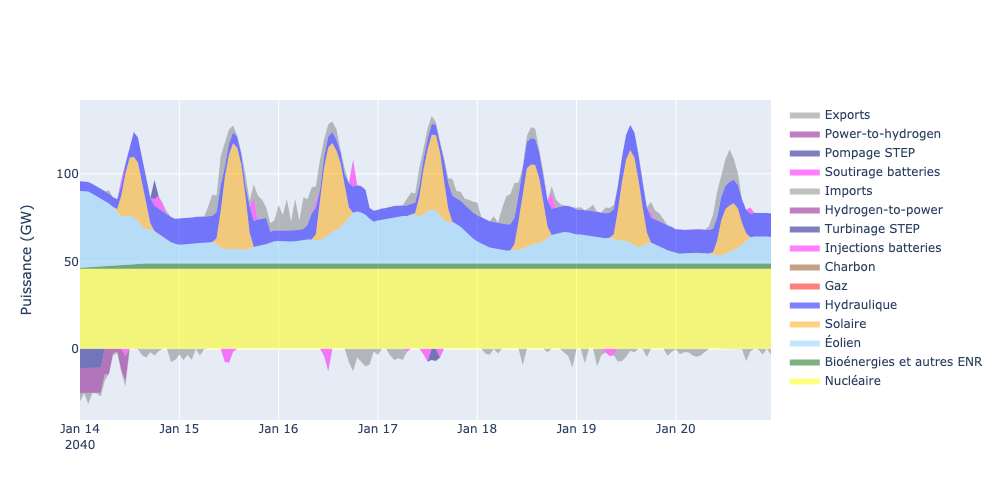 Puissance (GW)
100
50
0
Jan 14
2040
Jan 15
Jan 16
Jan 17
Jan 18
Jan 19
Jan 20
Exports
Power-to-hydrogen
Pompage STEP
Soutirage batteries
Imports
Hydrogen-to-power
Turbinage STEP
Injections batteries
Charbon
Gaz
Hydraulique
Solaire
Éolien
Bioénergies et autres ENR
Nucléaire